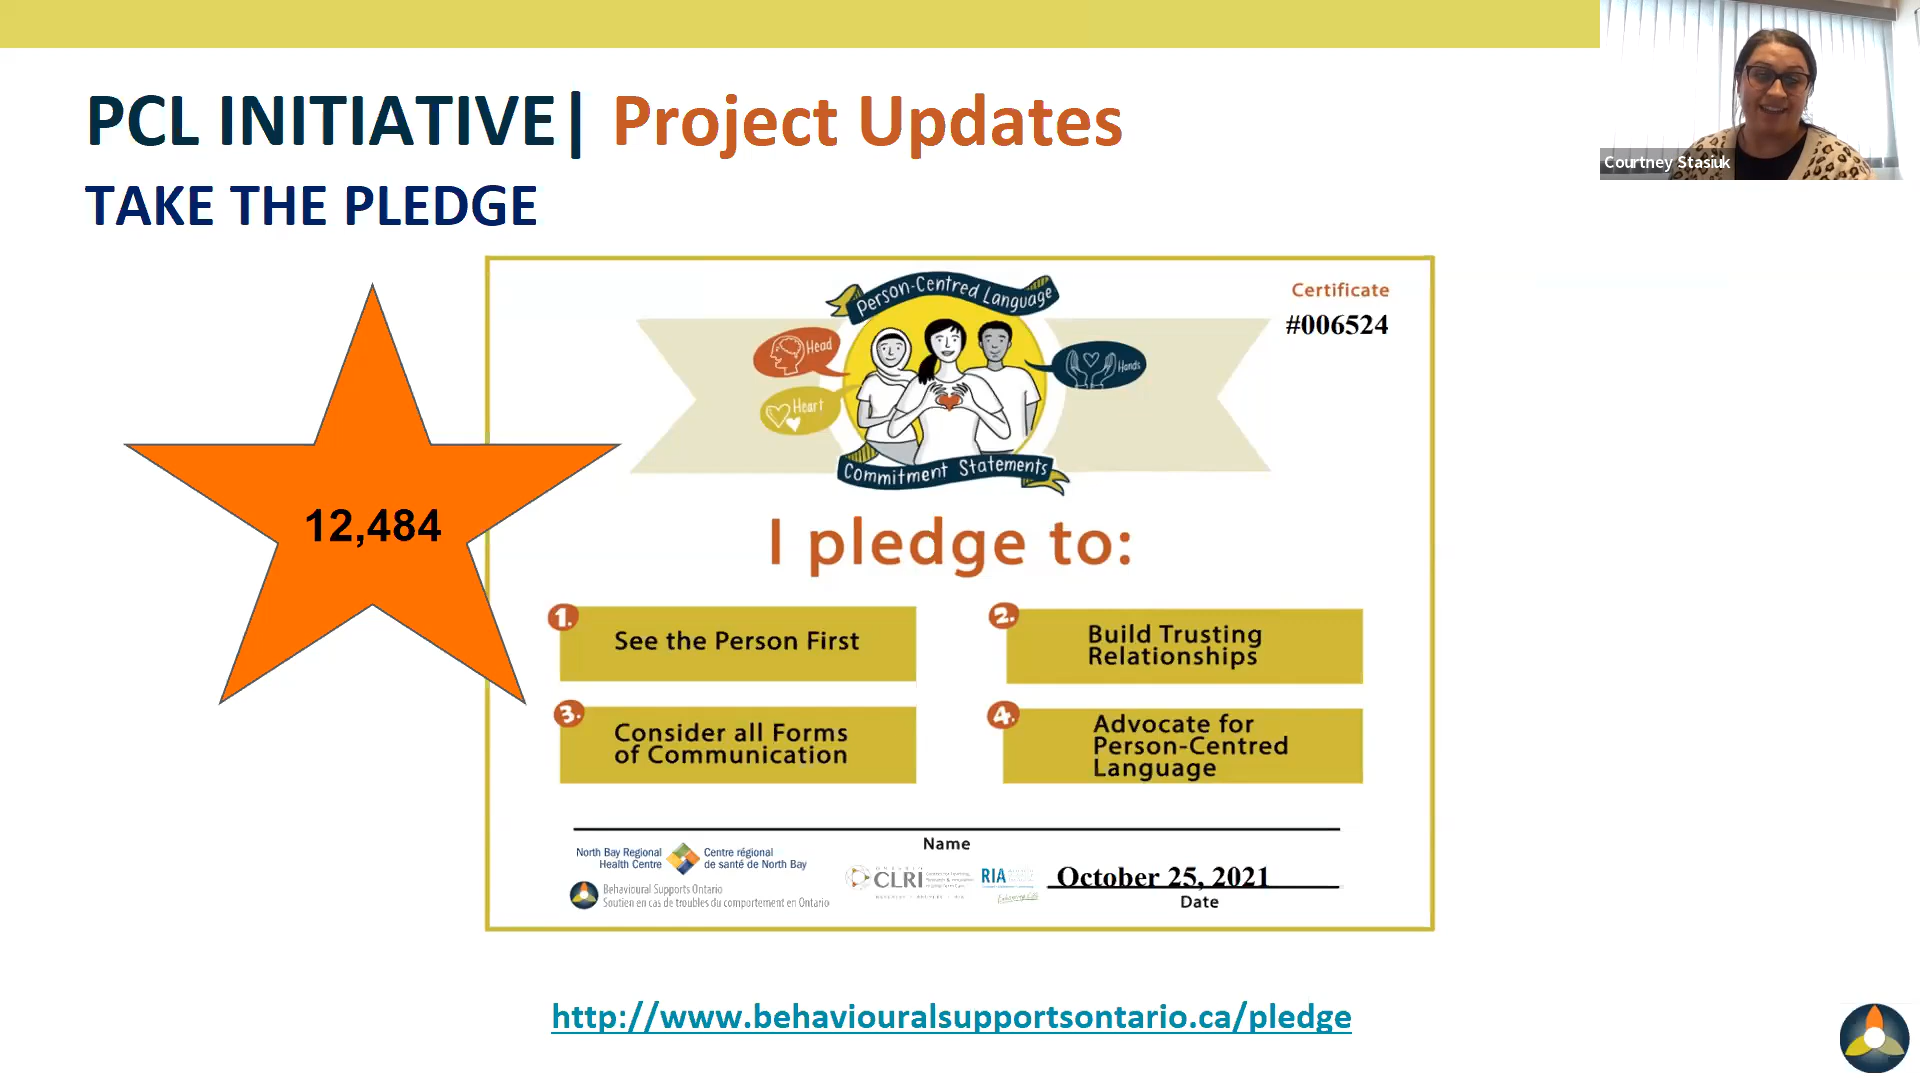 PCL INITIATIVE| Project Updates
TAKE THE PLEDGE
Courtney Stasiuk
12,484
Person-Centred Language
Head
Heart
Hands
Commitment Statements
Certificate
#006524
I pledge to:
1. See the Person First
2. Build Trusting
Relationships
3. Consider all Forms
of Communication
4. Advocate for
Person-Centred
Language
Name
North Bay Regional
Health Centre
Centre régional
de santé de North Bay
Behavioural Supports Ontario
Soutien en cas de troubles du comportement en Ontario
CLRI
RIA
October 25, 2021
Date
http://www.behaviouralsupportsontario.ca/pledge